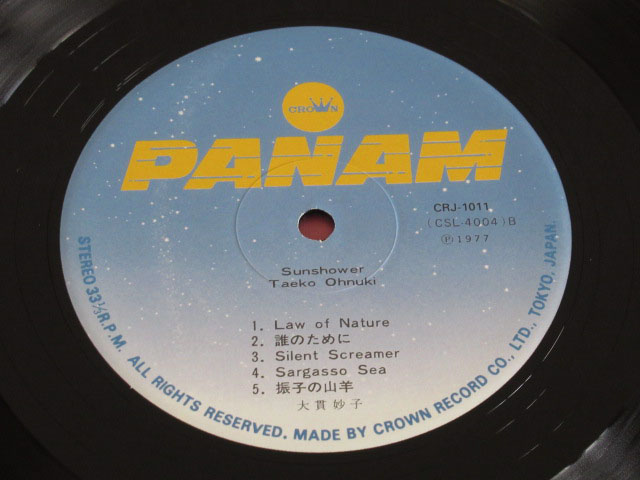 CROWN
PANAM
CRJ-1011
(CSL-4004)B
Ⓟ1977
Sunshower
Taeko Ohnuki
1. Law of Nature
2. 誰のために
3. Silent Screamer
4. Sargasso Sea
5. 振子の山羊
大貫妙子
STEREO 33⅓R.P.M. ALL RIGHTS RESERVED. MADE BY CROWN RECORD CO., LTD., TOKYO, JAPAN.